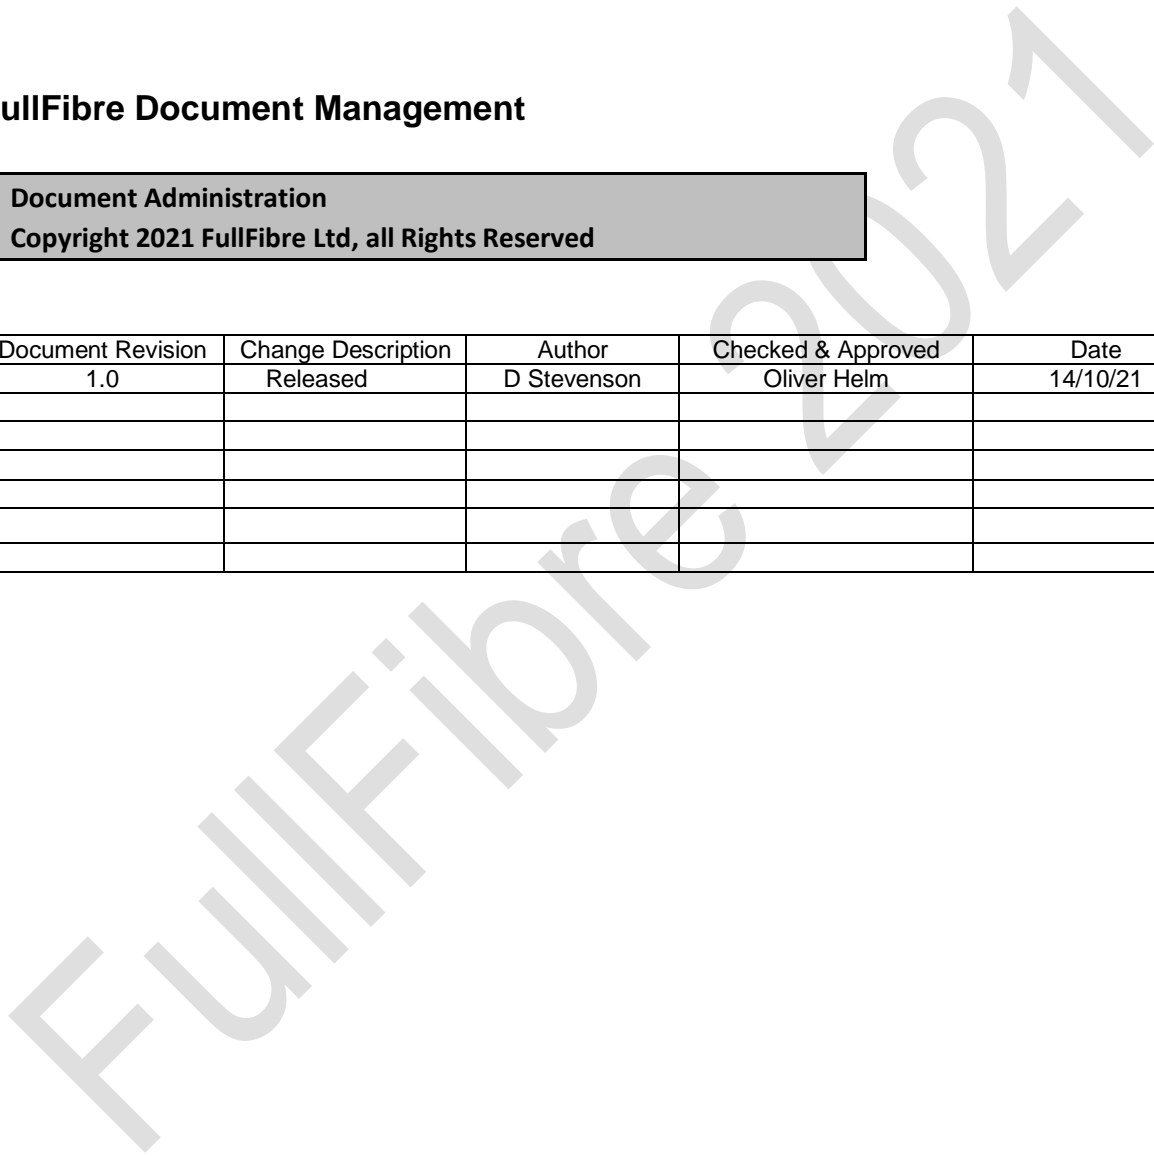 ullFibre Document Management
Document Administration
Copyright 2021 FullFibre Ltd, all Rights Reserved
Document Revision Change Description Author Checked & Approved Date
1.0 Released D Stevenson Oliver Helm 14/10/21
FullFibre 2021